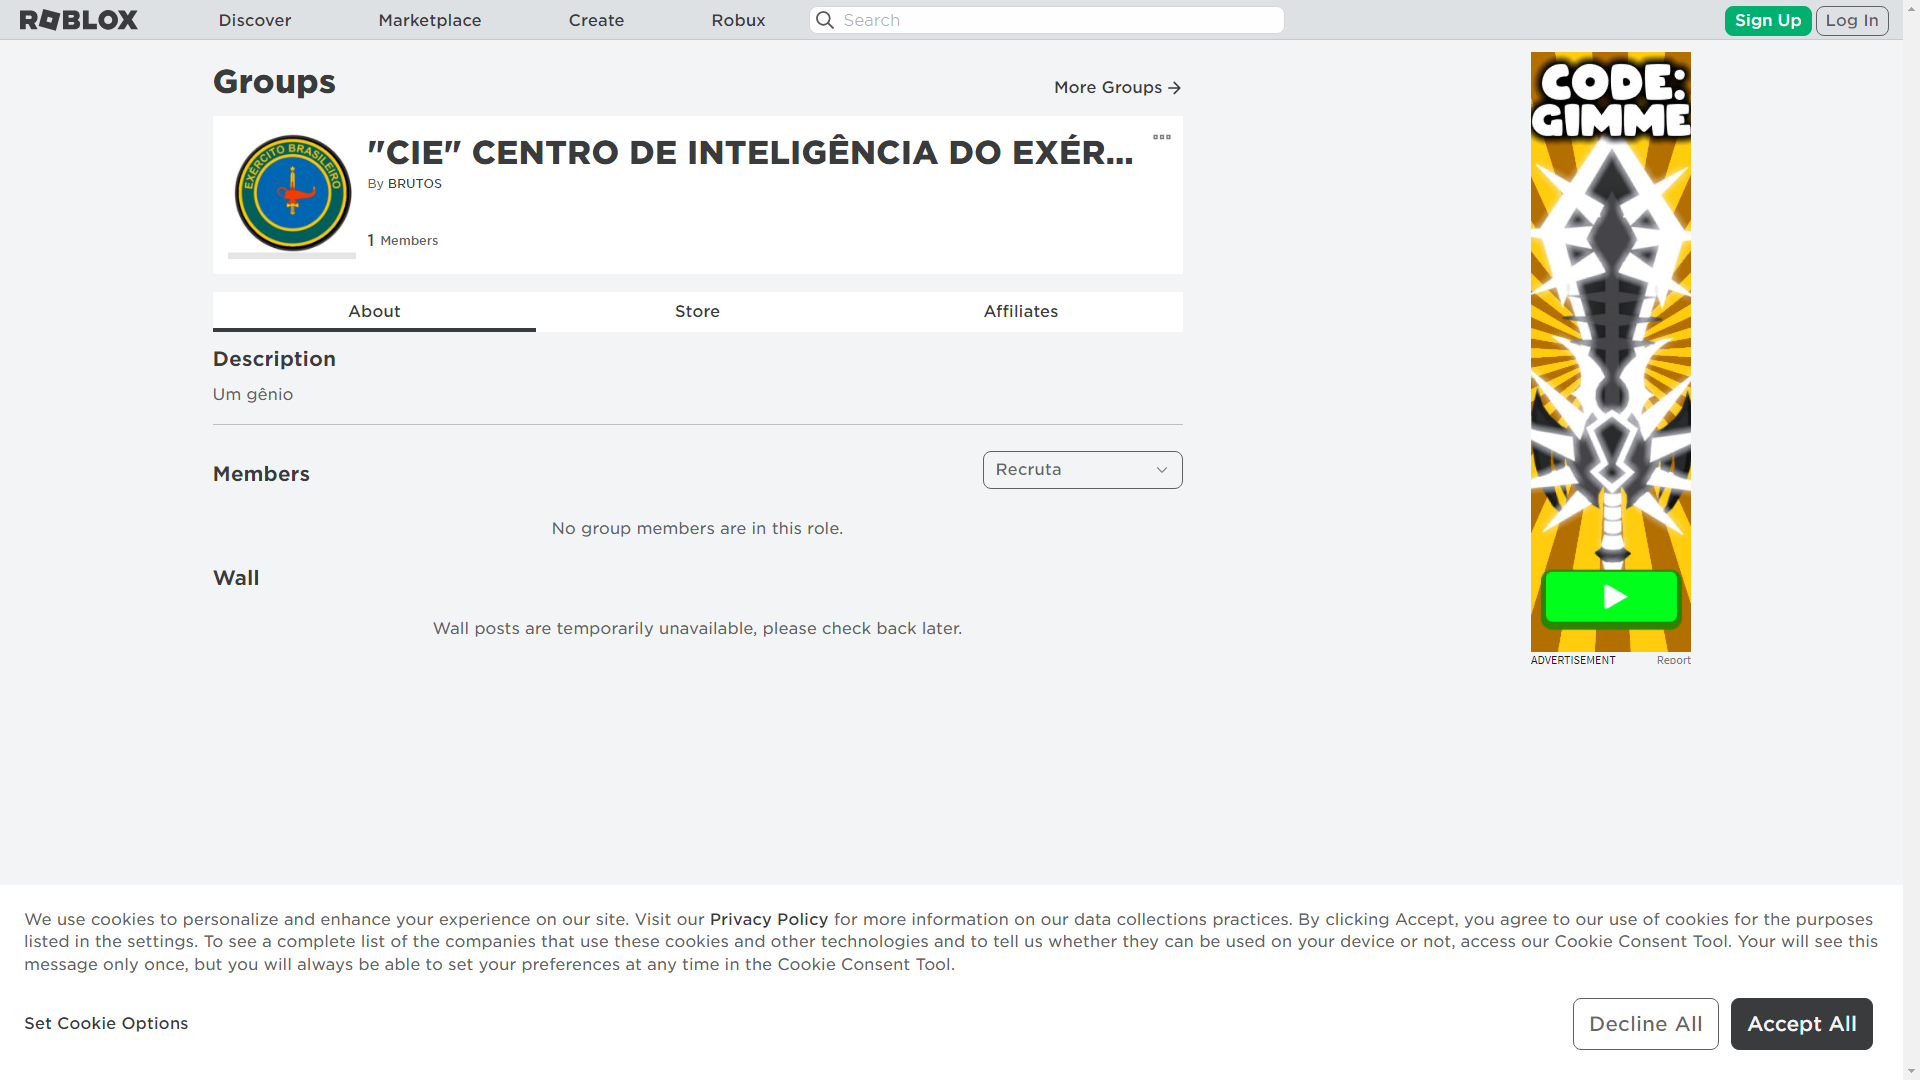 ROBLOX
Discover
Marketplace
Create
Robux
Search
Sign Up
Log In
Groups
More Groups
EXÉRCITO BRASILEIRO
"CIE" CENTRO DE INTELIGÊNCIA DO EXÉR...
By BRUTOS
1 Members
About
Store
Affiliates
Description
Um gênio
Members
Recruta
No group members are in this role.
Wall
Wall posts are temporarily unavailable, please check back later.
CODE:
GIMME
ADVERTISEMENT
Report
We use cookies to personalize and enhance your experience on our site. Visit our Privacy Policy for more information on our data collections practices. By clicking Accept, you agree to our use of cookies for the purposes
listed in the settings. To see a complete list of the companies that use these cookies and other technologies and to tell us whether they can be used on your device or not, access our Cookie Consent Tool. Your will see this
message only once, but you will always be able to set your preferences at any time in the Cookie Consent Tool.
Set Cookie Options
Decline All
Accept All